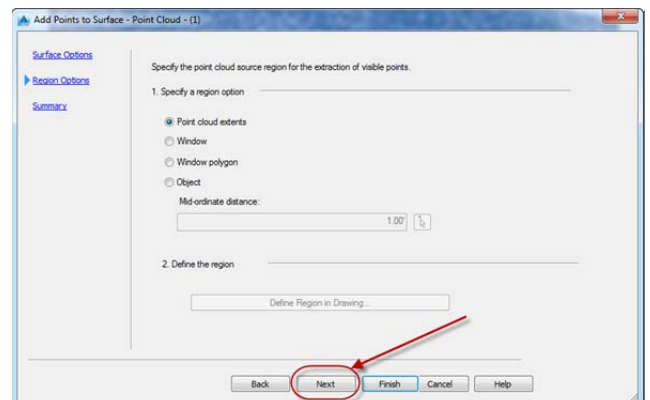 Add Points to Surface - Point Cloud - (1)
Surface Options
Region Options
Summary
Specify the point cloud source region for the extraction of visible points.
1. Specify a region option
Point cloud extents
Window
Window polygon
Object
Mid-ordinate distance:
1.00'
2. Define the region
Define Region in Drawing...
Back Next Finish Cancel Help